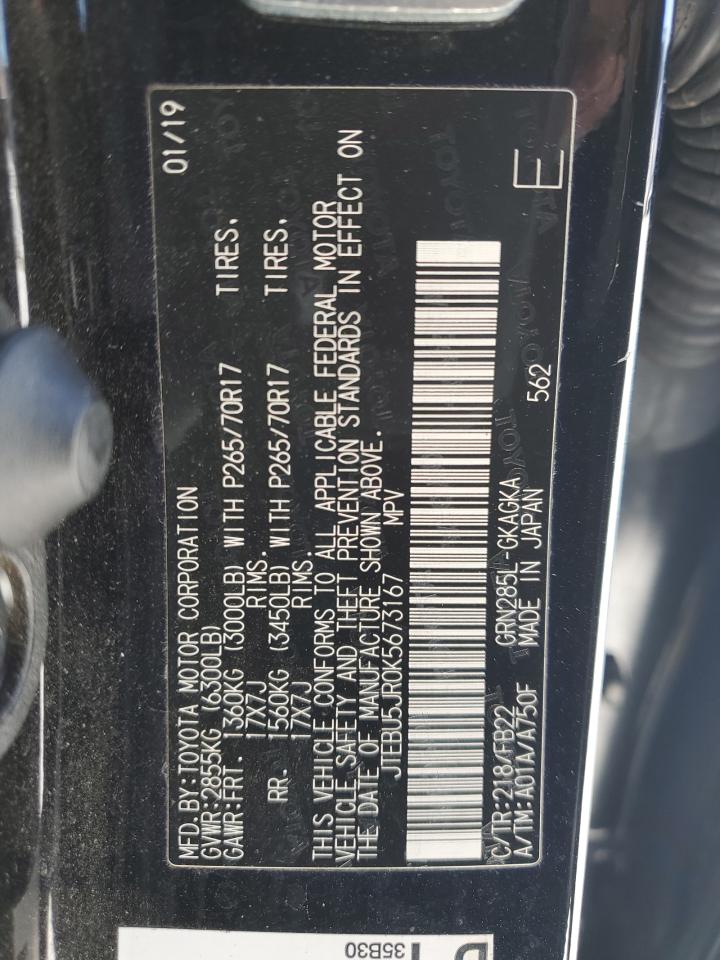 01/19
MFD.BY:TOYOTA MOTOR CORPORATION
GVWR:2855KG (6300LB)
GAWR:FRT. 1360KG (3000LB) WITH P265/70R17 TIRES.
17X7J RIMS.
RR. 1560KG (3450LB) WITH P265/70R17 TIRES.
17X7J RIMS.
THIS VEHICLE CONFORMS TO ALL APPLICABLE FEDERAL MOTOR
VEHICLE SAFETY AND THEFT PREVENTION STANDARDS IN EFFECT ON
THE DATE OF MANUFACTURE SHOWN ABOVE.
JTEBU5JR0K5673167 MPV
C/TR:218/FB22 GRN285L-GKAGKA
A/TM:A01A/A750F MADE IN JAPAN 562
E
35B30